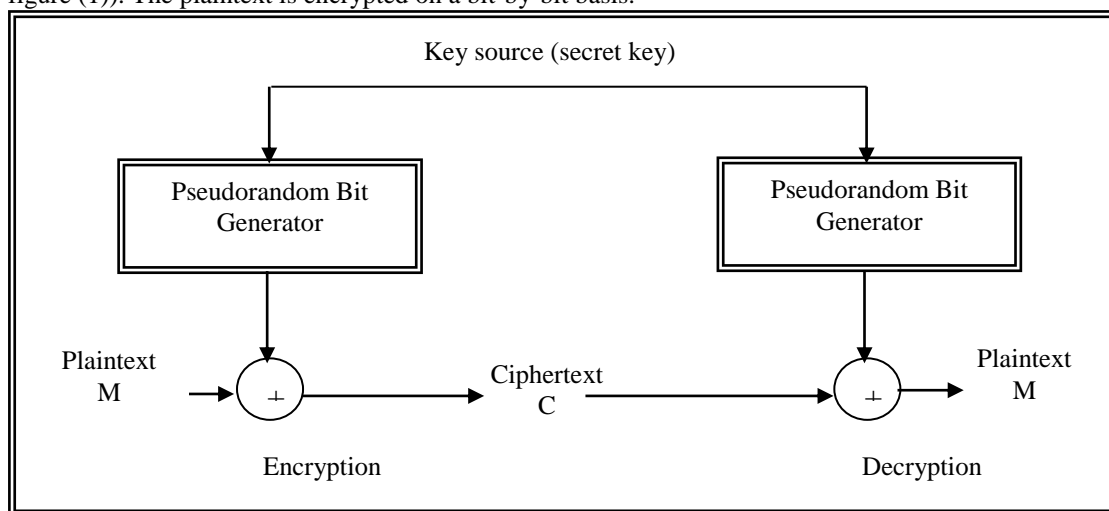 figure (1)). The plaintext is encrypted on a bit-by-bit basis.
Key source (secret key)
Pseudorandom Bit
Generator
Pseudorandom Bit
Generator
Plaintext
M
+
Ciphertext
C
+
Plaintext
M
Encryption
Decryption